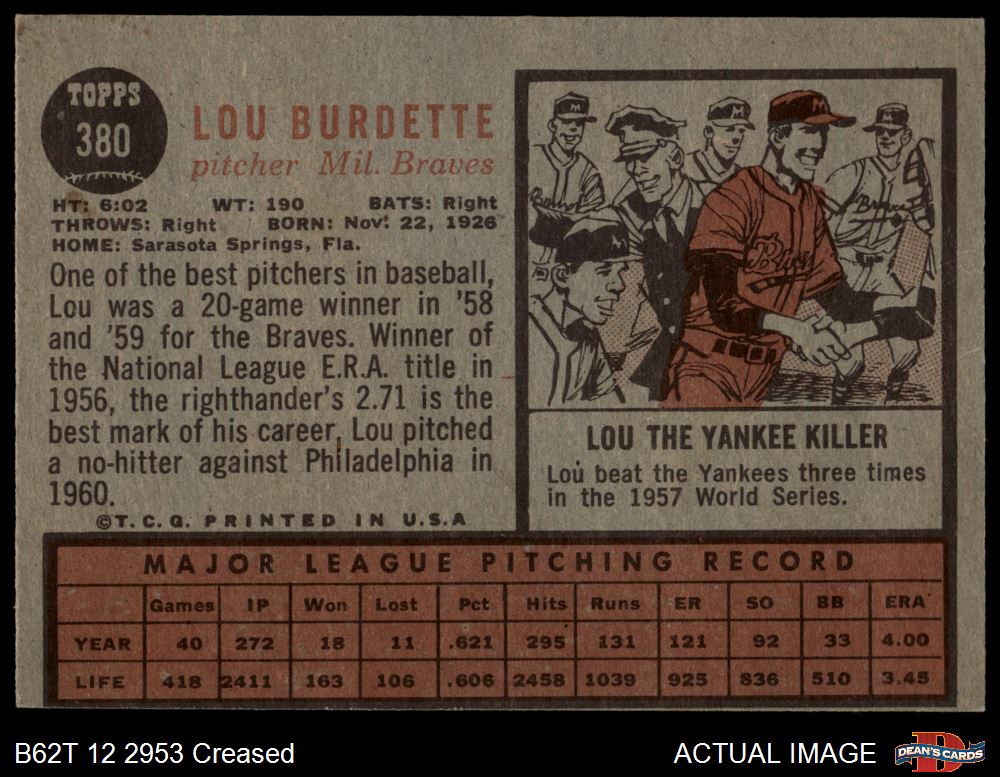 TOPPS
380
LOU BURDETTE
pitcher Mil. Braves
HT: 6:02 WT: 190 BATS: Right
THROWS: Right BORN: Nov. 22, 1926
HOME: Sarasota Springs, Fla.
One of the best pitchers in baseball,
Lou was a 20-game winner in '58
and '59 for the Braves. Winner of
the National League E.R.A. title in
1956, the righthander's 2.71 is the
best mark of his career. Lou pitched
a no-hitter against Philadelphia in
1960.
©T.C.G. PRINTED IN U.S.A
M
M
M
Braves
Braves
Braves
LOU THE YANKEE KILLER
Lou beat the Yankees three times
in the 1957 World Series.
MAJOR LEAGUE PITCHING RECORD
Games IP Won Lost Pct Hits Runs ER SO BB ERA
YEAR 40 272 18 11 .621 295 131 121 92 33 4.00
LIFE 418 2411 163 106 .606 2458 1039 925 836 510 3.45
B62T 12 2953 Creased
ACTUAL IMAGE
DEAN'S CARDS